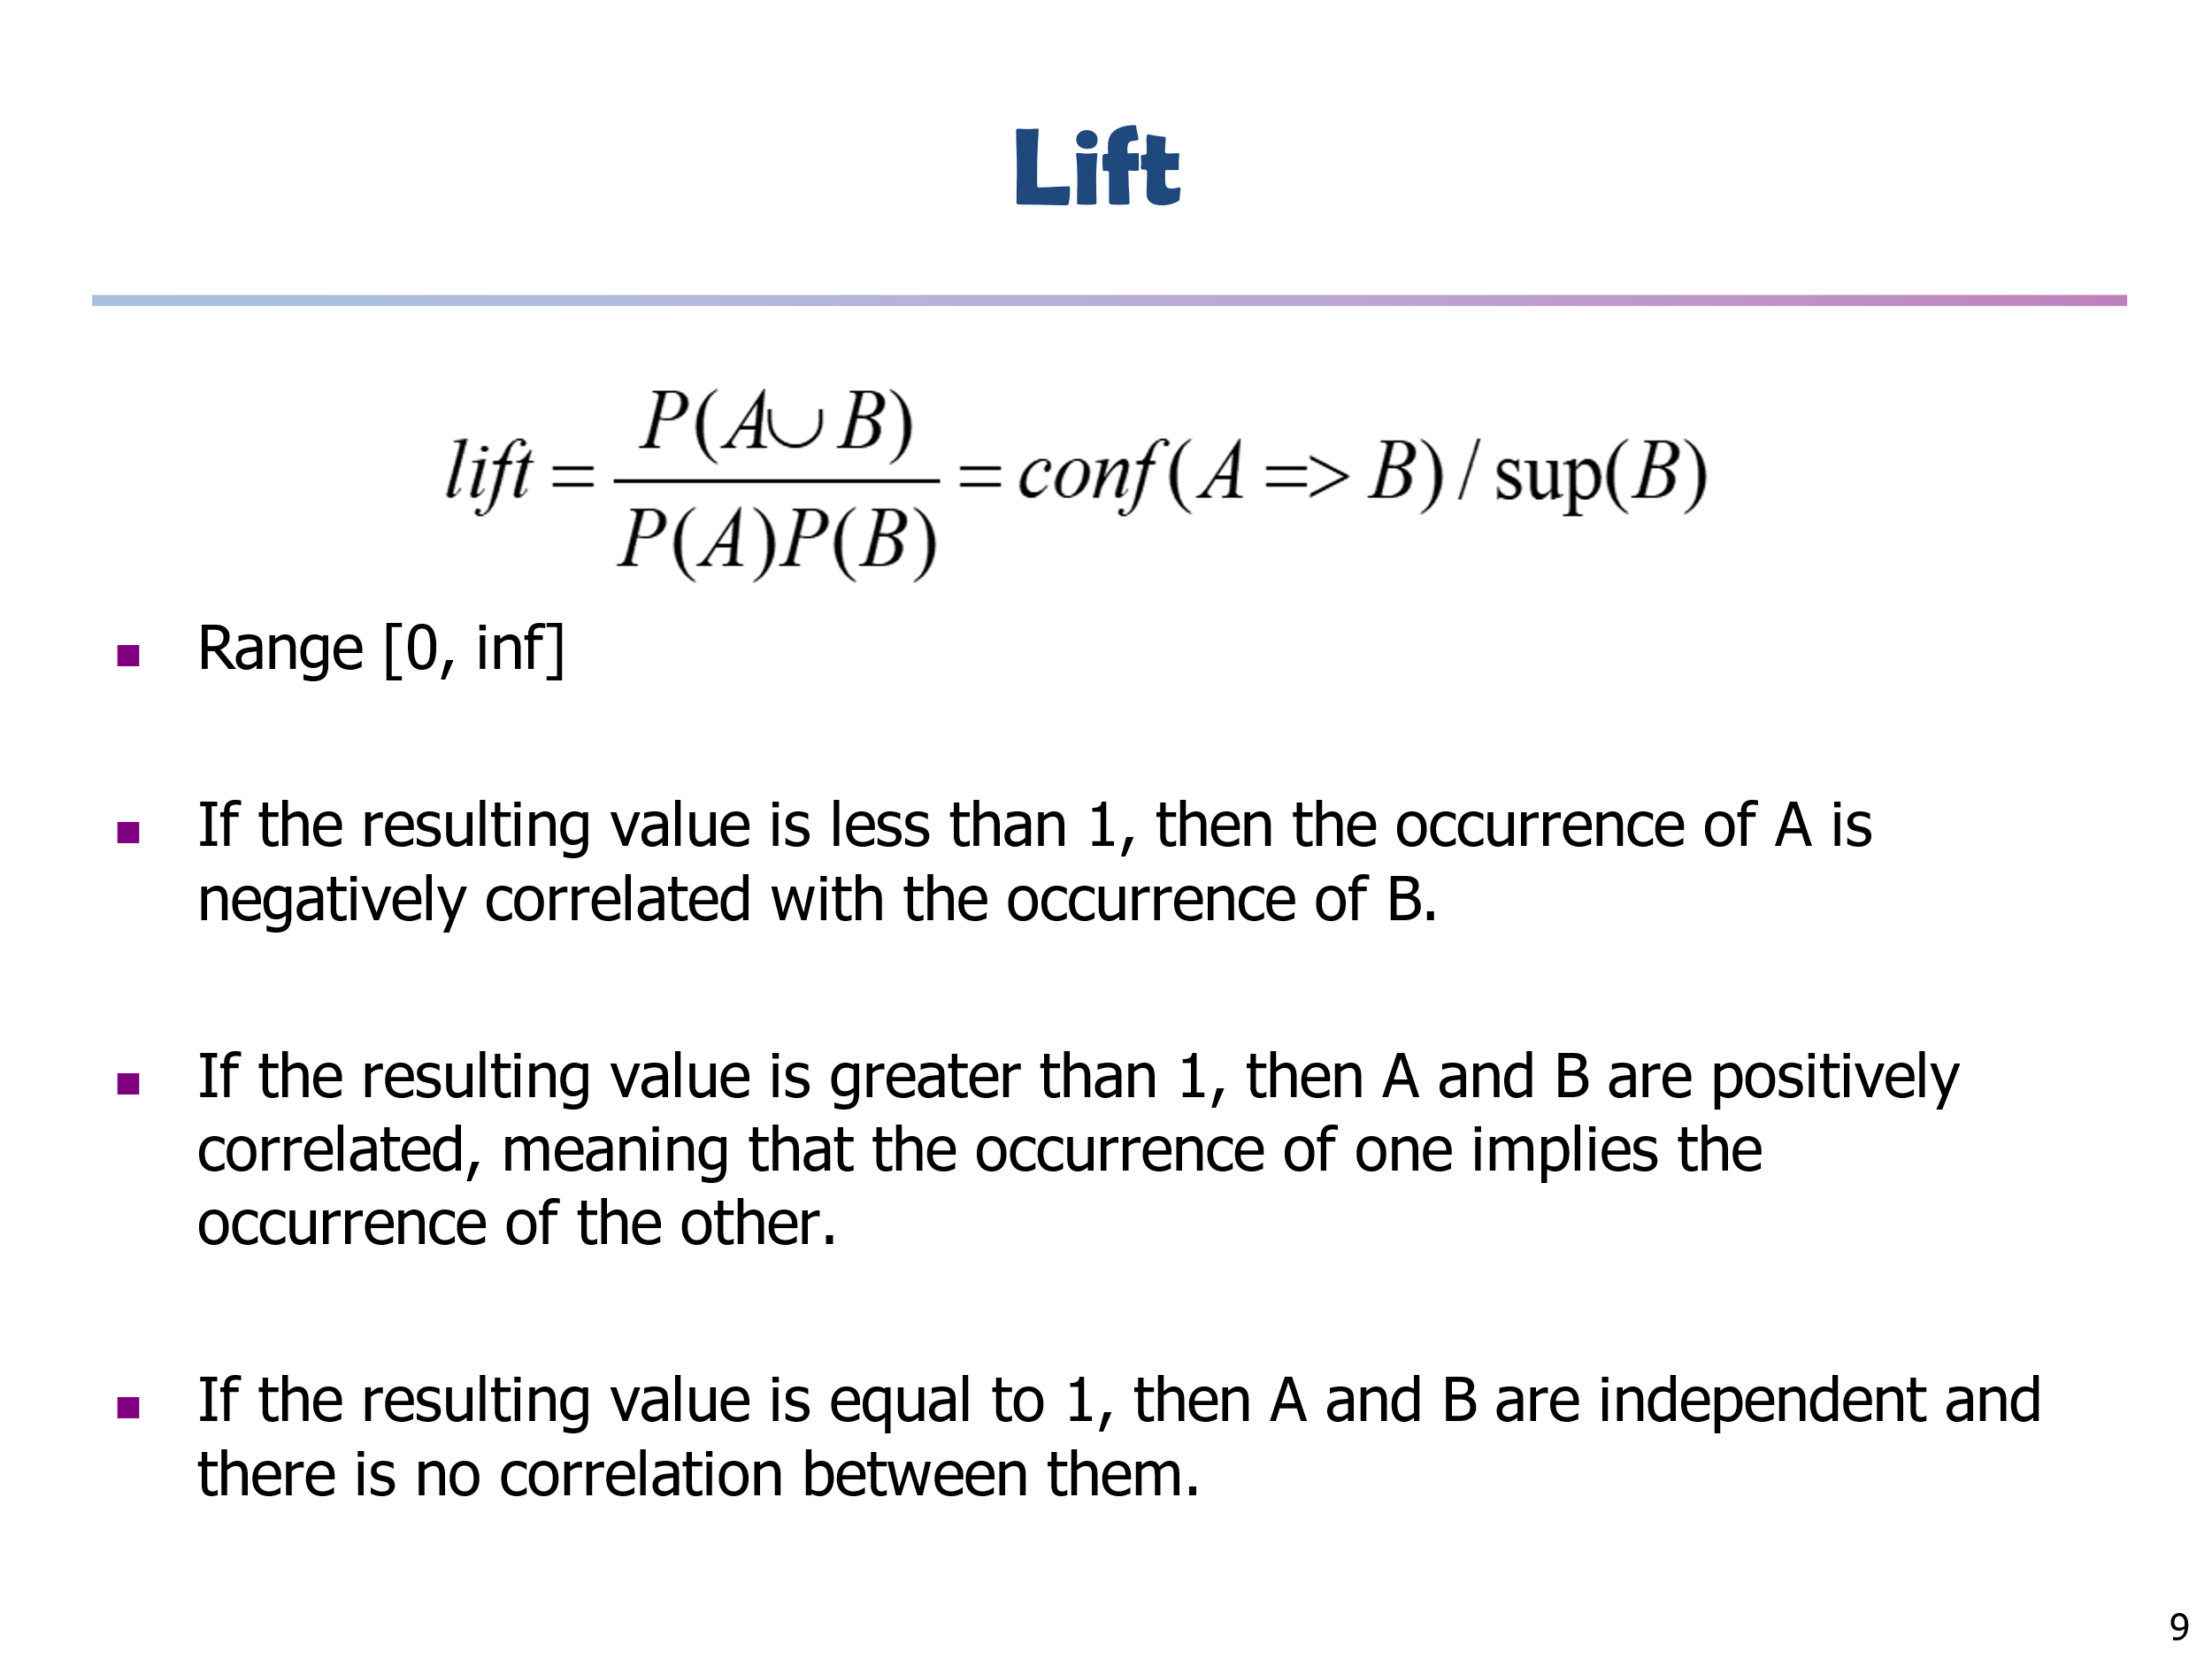 Lift
lift = P(A∪B) / P(A)P(B) = conf(A => B) / sup(B)
■ Range [0, inf]
■ If the resulting value is less than 1, then the occurrence of A is
negatively correlated with the occurrence of B.
■ If the resulting value is greater than 1, then A and B are positively
correlated, meaning that the occurrence of one implies the
occurrence of the other.
■ If the resulting value is equal to 1, then A and B are independent and
there is no correlation between them.
9